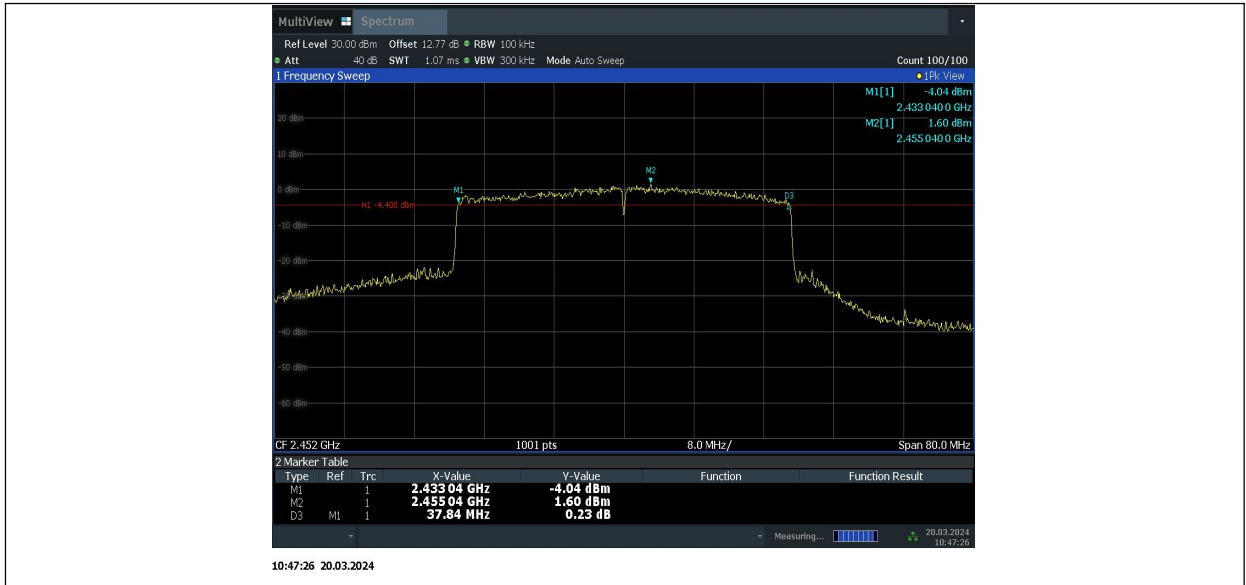 MultiView Spectrum
Ref Level 30.00 dBm Offset 12.77 dB RBW 100 kHz
Att 40 dB SWT 1.07 ms VBW 300 kHz Mode Auto Sweep Count 100/100
1 Frequency Sweep 1Pk View
M1[1] -4.04 dBm
2.433 040 0 GHz
M2[1] 1.60 dBm
2.455 040 0 GHz
20 dBm
10 dBm
M2
0 dBm
M1
D3
H1 -4.400 dBm
-10 dBm
-20 dBm
-40 dBm
-50 dBm
-60 dBm
CF 2.452 GHz 1001 pts 8.0 MHz/ Span 80.0 MHz
2 Marker Table
Type Ref Trc X-Value Y-Value Function Function Result
M1 1 2.433 04 GHz -4.04 dBm
M2 1 2.455 04 GHz 1.60 dBm
D3 M1 1 37.84 MHz 0.23 dB
Measuring... 20.03.2024
10:47:26
10:47:26 20.03.2024